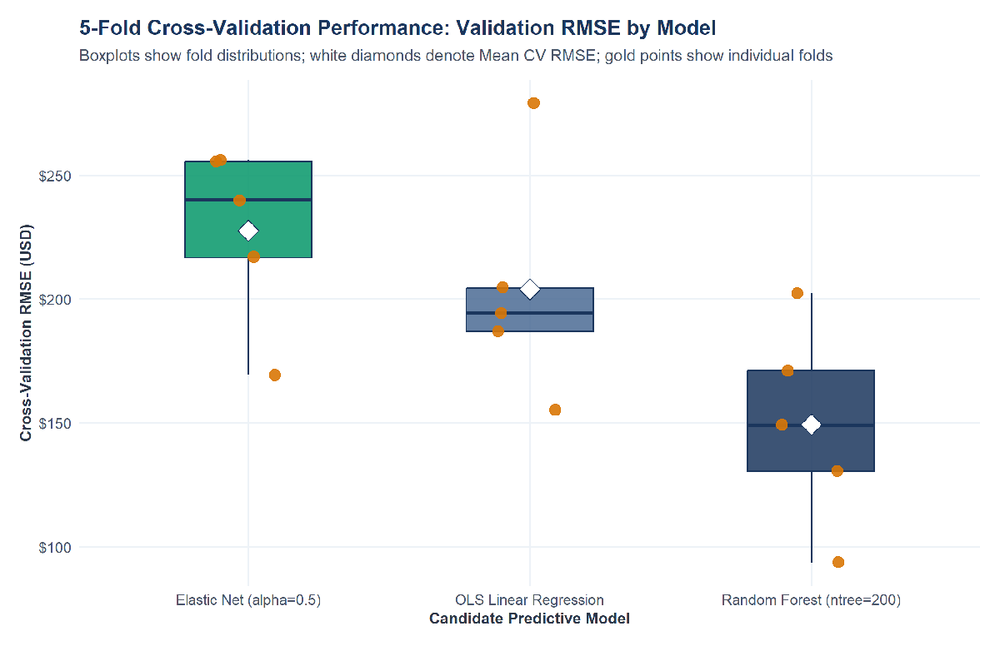 5-Fold Cross-Validation Performance: Validation RMSE by Model
Boxplots show fold distributions; white diamonds denote Mean CV RMSE; gold points show individual folds
Cross-Validation RMSE (USD)
$250
$200
$150
$100
Elastic Net (alpha=0.5)
OLS Linear Regression
Random Forest (ntree=200)
Candidate Predictive Model